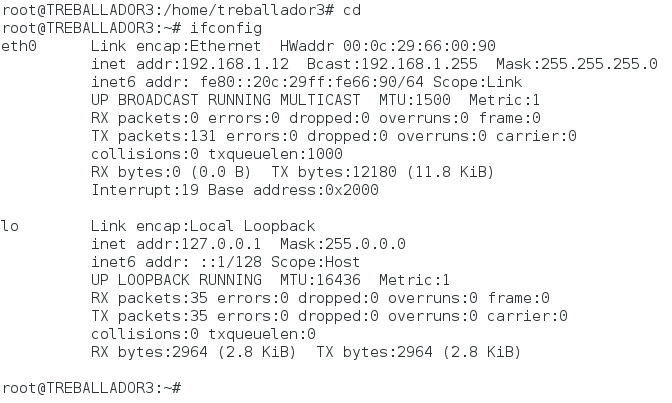 root@TREBALLADOR3:/home/treballador3# cd
root@TREBALLADOR3:~# ifconfig
eth0      Link encap:Ethernet  HWaddr 00:0c:29:66:00:90
          inet addr:192.168.1.12  Bcast:192.168.1.255  Mask:255.255.255.0
          inet6 addr: fe80::20c:29ff:fe66:90/64 Scope:Link
          UP BROADCAST RUNNING MULTICAST  MTU:1500  Metric:1
          RX packets:0 errors:0 dropped:0 overruns:0 frame:0
          TX packets:131 errors:0 dropped:0 overruns:0 carrier:0
          collisions:0 txqueuelen:1000
          RX bytes:0 (0.0 B)  TX bytes:12180 (11.8 KiB)
          Interrupt:19 Base address:0x2000
lo        Link encap:Local Loopback
          inet addr:127.0.0.1  Mask:255.0.0.0
          inet6 addr: ::1/128 Scope:Host
          UP LOOPBACK RUNNING  MTU:16436  Metric:1
          RX packets:35 errors:0 dropped:0 overruns:0 frame:0
          TX packets:35 errors:0 dropped:0 overruns:0 carrier:0
          collisions:0 txqueuelen:0
          RX bytes:2964 (2.8 KiB)  TX bytes:2964 (2.8 KiB)
root@TREBALLADOR3:~#